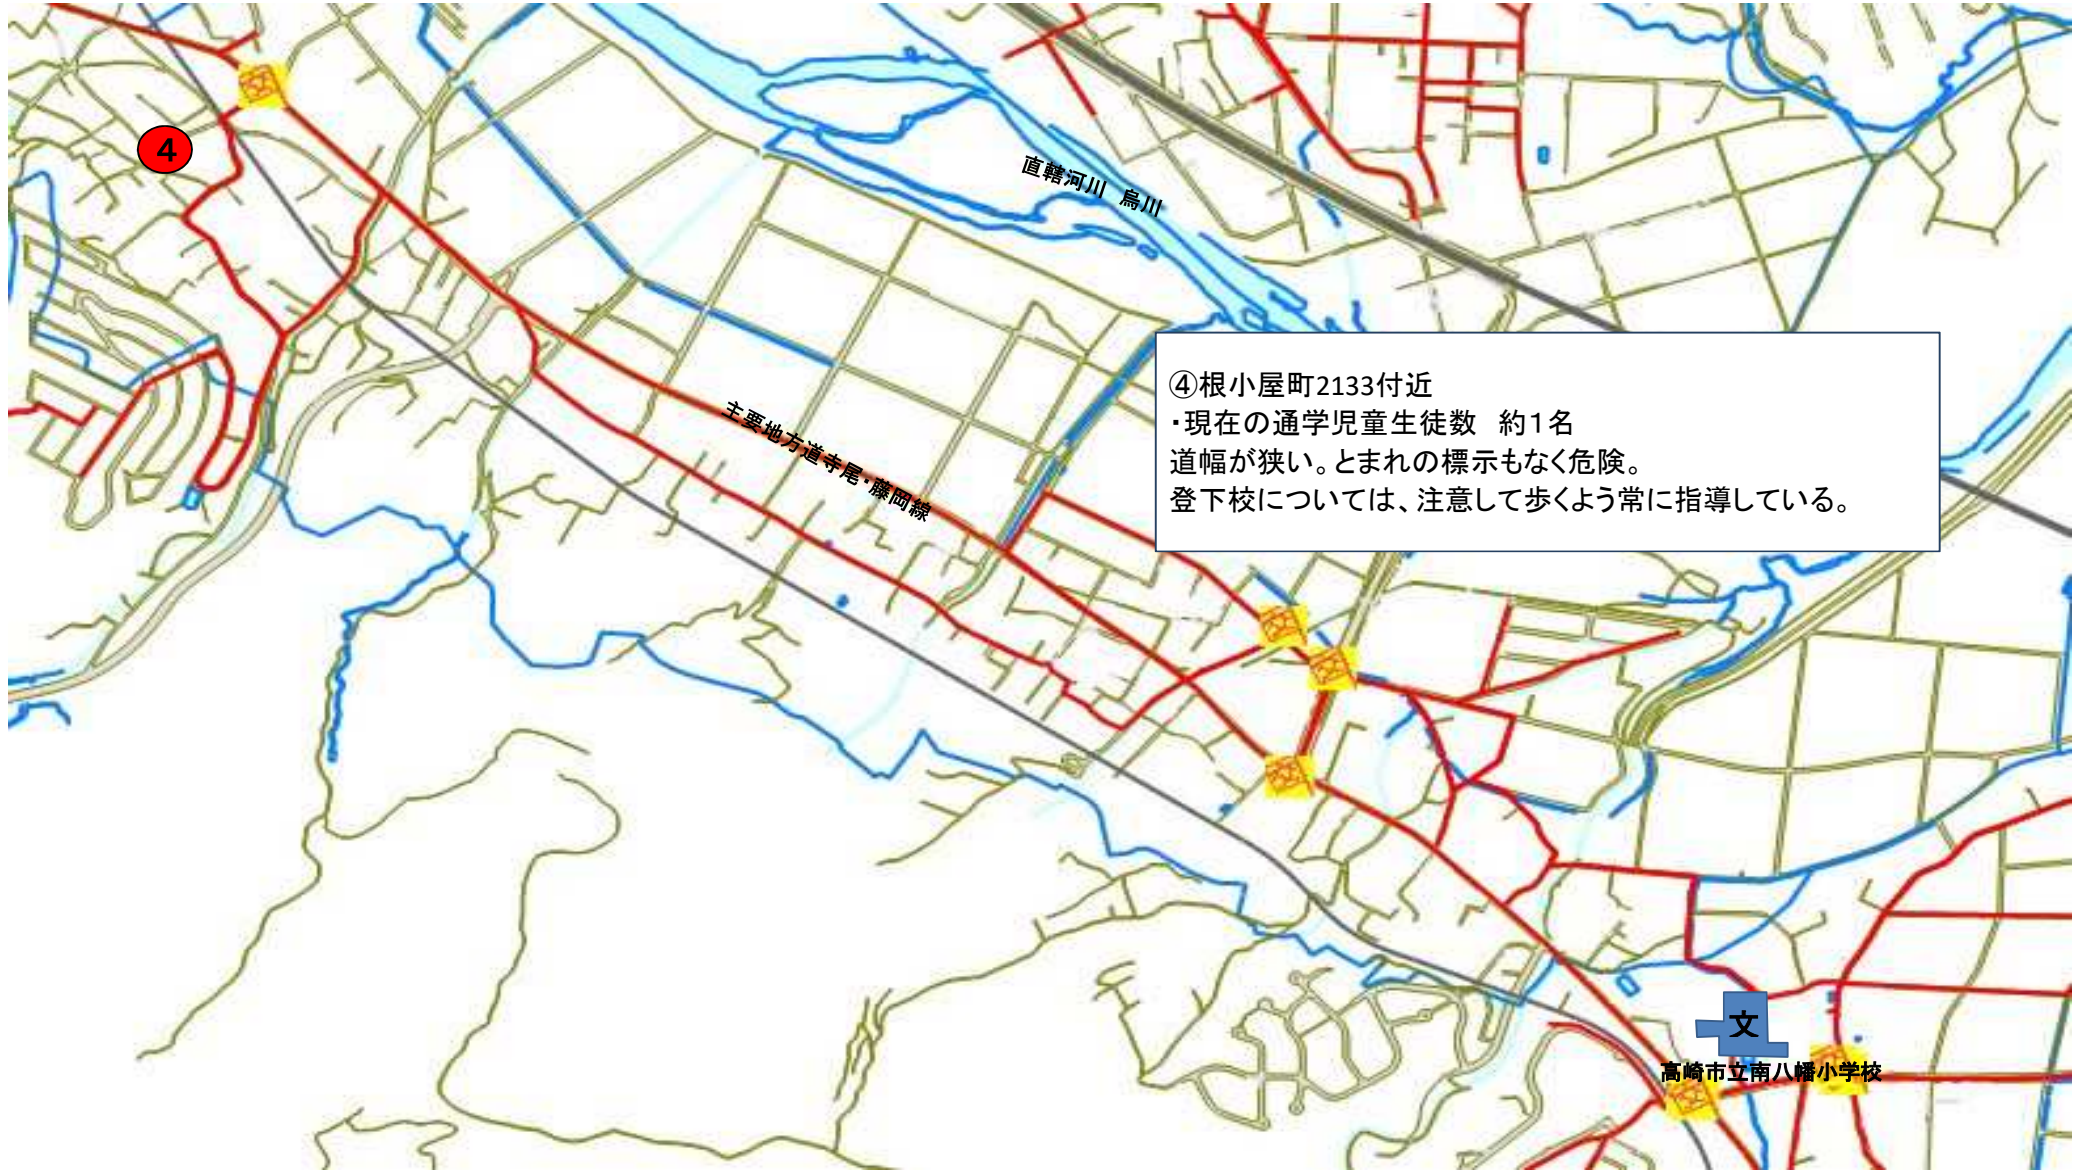 4
直轄河川 烏川
④根小屋町2133付近
・現在の通学児童生徒数 約1名
道幅が狭い。とまれの標示もなく危険。
登下校については、注意して歩くよう常に指導している。
主要地方道寺尾・藤岡線
文
高崎市立南八幡小学校